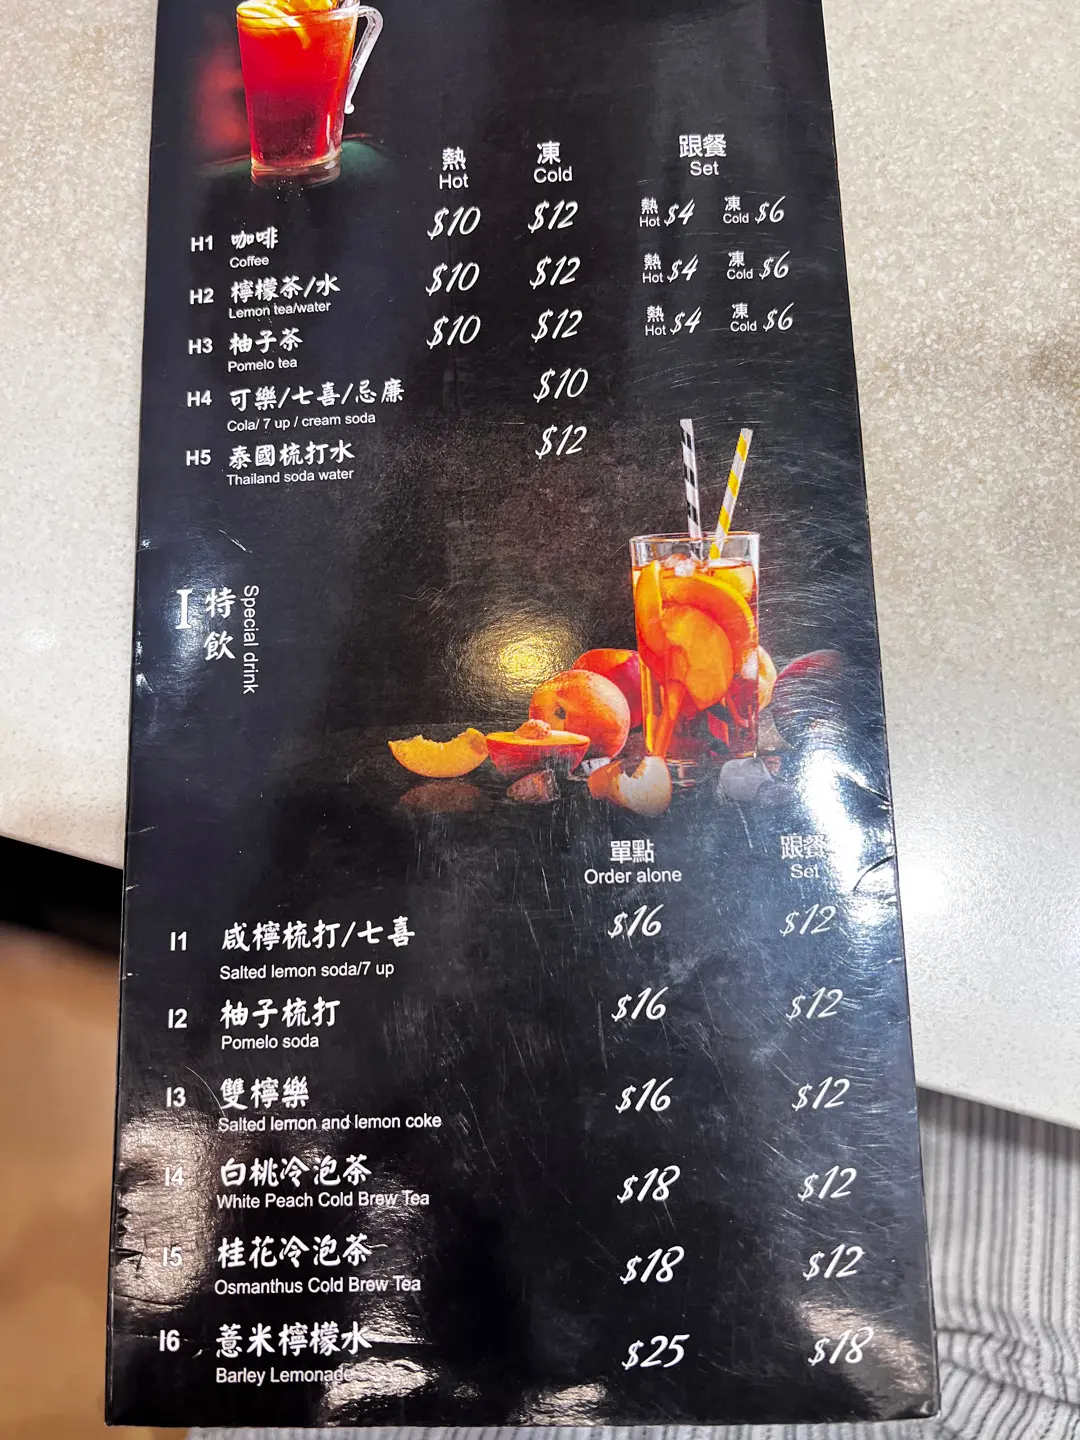 熱 凍 跟餐
Hot Cold Set
H1 咖啡 $10 $12 熱 Hot $4 凍 Cold $6
Coffee
H2 檸檬茶/水 $10 $12 熱 Hot $4 凍 Cold $6
Lemon tea/water
H3 柚子茶 $10 $12 熱 Hot $4 凍 Cold $6
Pomelo tea
H4 可樂/七喜/忌廉 $10
Cola/ 7 up / cream soda
H5 泰國梳打水 $12
Thailand soda water
I 特飲 Special drink
單點 跟餐
Order alone Set
I1 咸檸梳打/七喜 $16 $12
Salted lemon soda/7 up
I2 柚子梳打 $16 $12
Pomelo soda
I3 雙檸樂 $16 $12
Salted lemon and lemon coke
I4 白桃冷泡茶 $18 $12
White Peach Cold Brew Tea
I5 桂花冷泡茶 $18 $12
Osmanthus Cold Brew Tea
I6 薏米檸檬水 $25 $18
Barley Lemonade